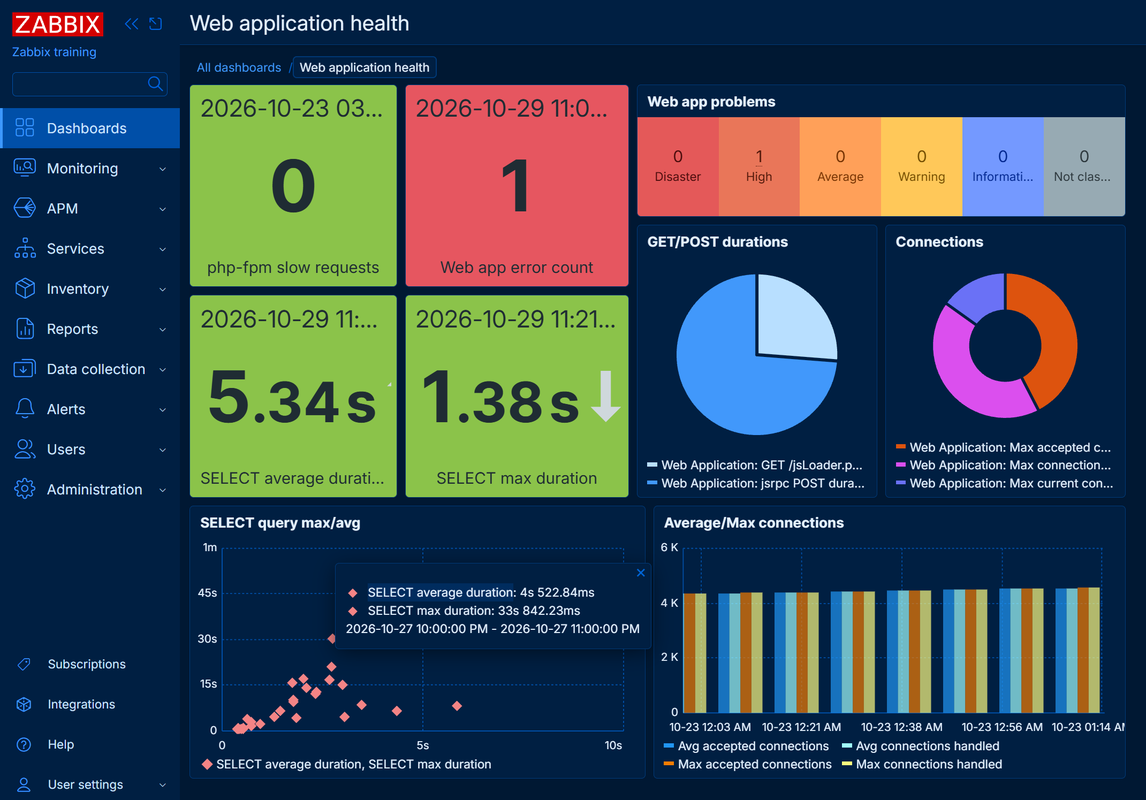 ZABBIX
Zabbix training
Dashboards
Monitoring
APM
Services
Inventory
Reports
Data collection
Alerts
Users
Administration
Subscriptions
Integrations
Help
User settings
Web application health
All dashboards / Web application health
2026-10-23 03...
0
php-fpm slow requests
2026-10-29 11:0...
1
Web app error count
2026-10-29 11:...
5.34s
SELECT average durati...
2026-10-29 11:21...
1.38s
SELECT max duration
Web app problems
0
Disaster
1
High
0
Average
0
Warning
0
Informati...
0
Not clas...
GET/POST durations
Web Application: GET /jsLoader.p...
Web Application: jsrpc POST dura...
Connections
Web Application: Max accepted c...
Web Application: Max connection...
Web Application: Max current con...
SELECT query max/avg
1m
45s
30s
15s
0
0
5s
10s
SELECT average duration: 4s 522.84ms
SELECT max duration: 33s 842.23ms
2026-10-27 10:00:00 PM - 2026-10-27 11:00:00 PM
SELECT average duration, SELECT max duration
Average/Max connections
6 K
4 K
2 K
0
10-23 12:03 AM
10-23 12:21 AM
10-23 12:38 AM
10-23 12:56 AM
10-23 01:14 AM
Avg accepted connections
Avg connections handled
Max accepted connections
Max connections handled